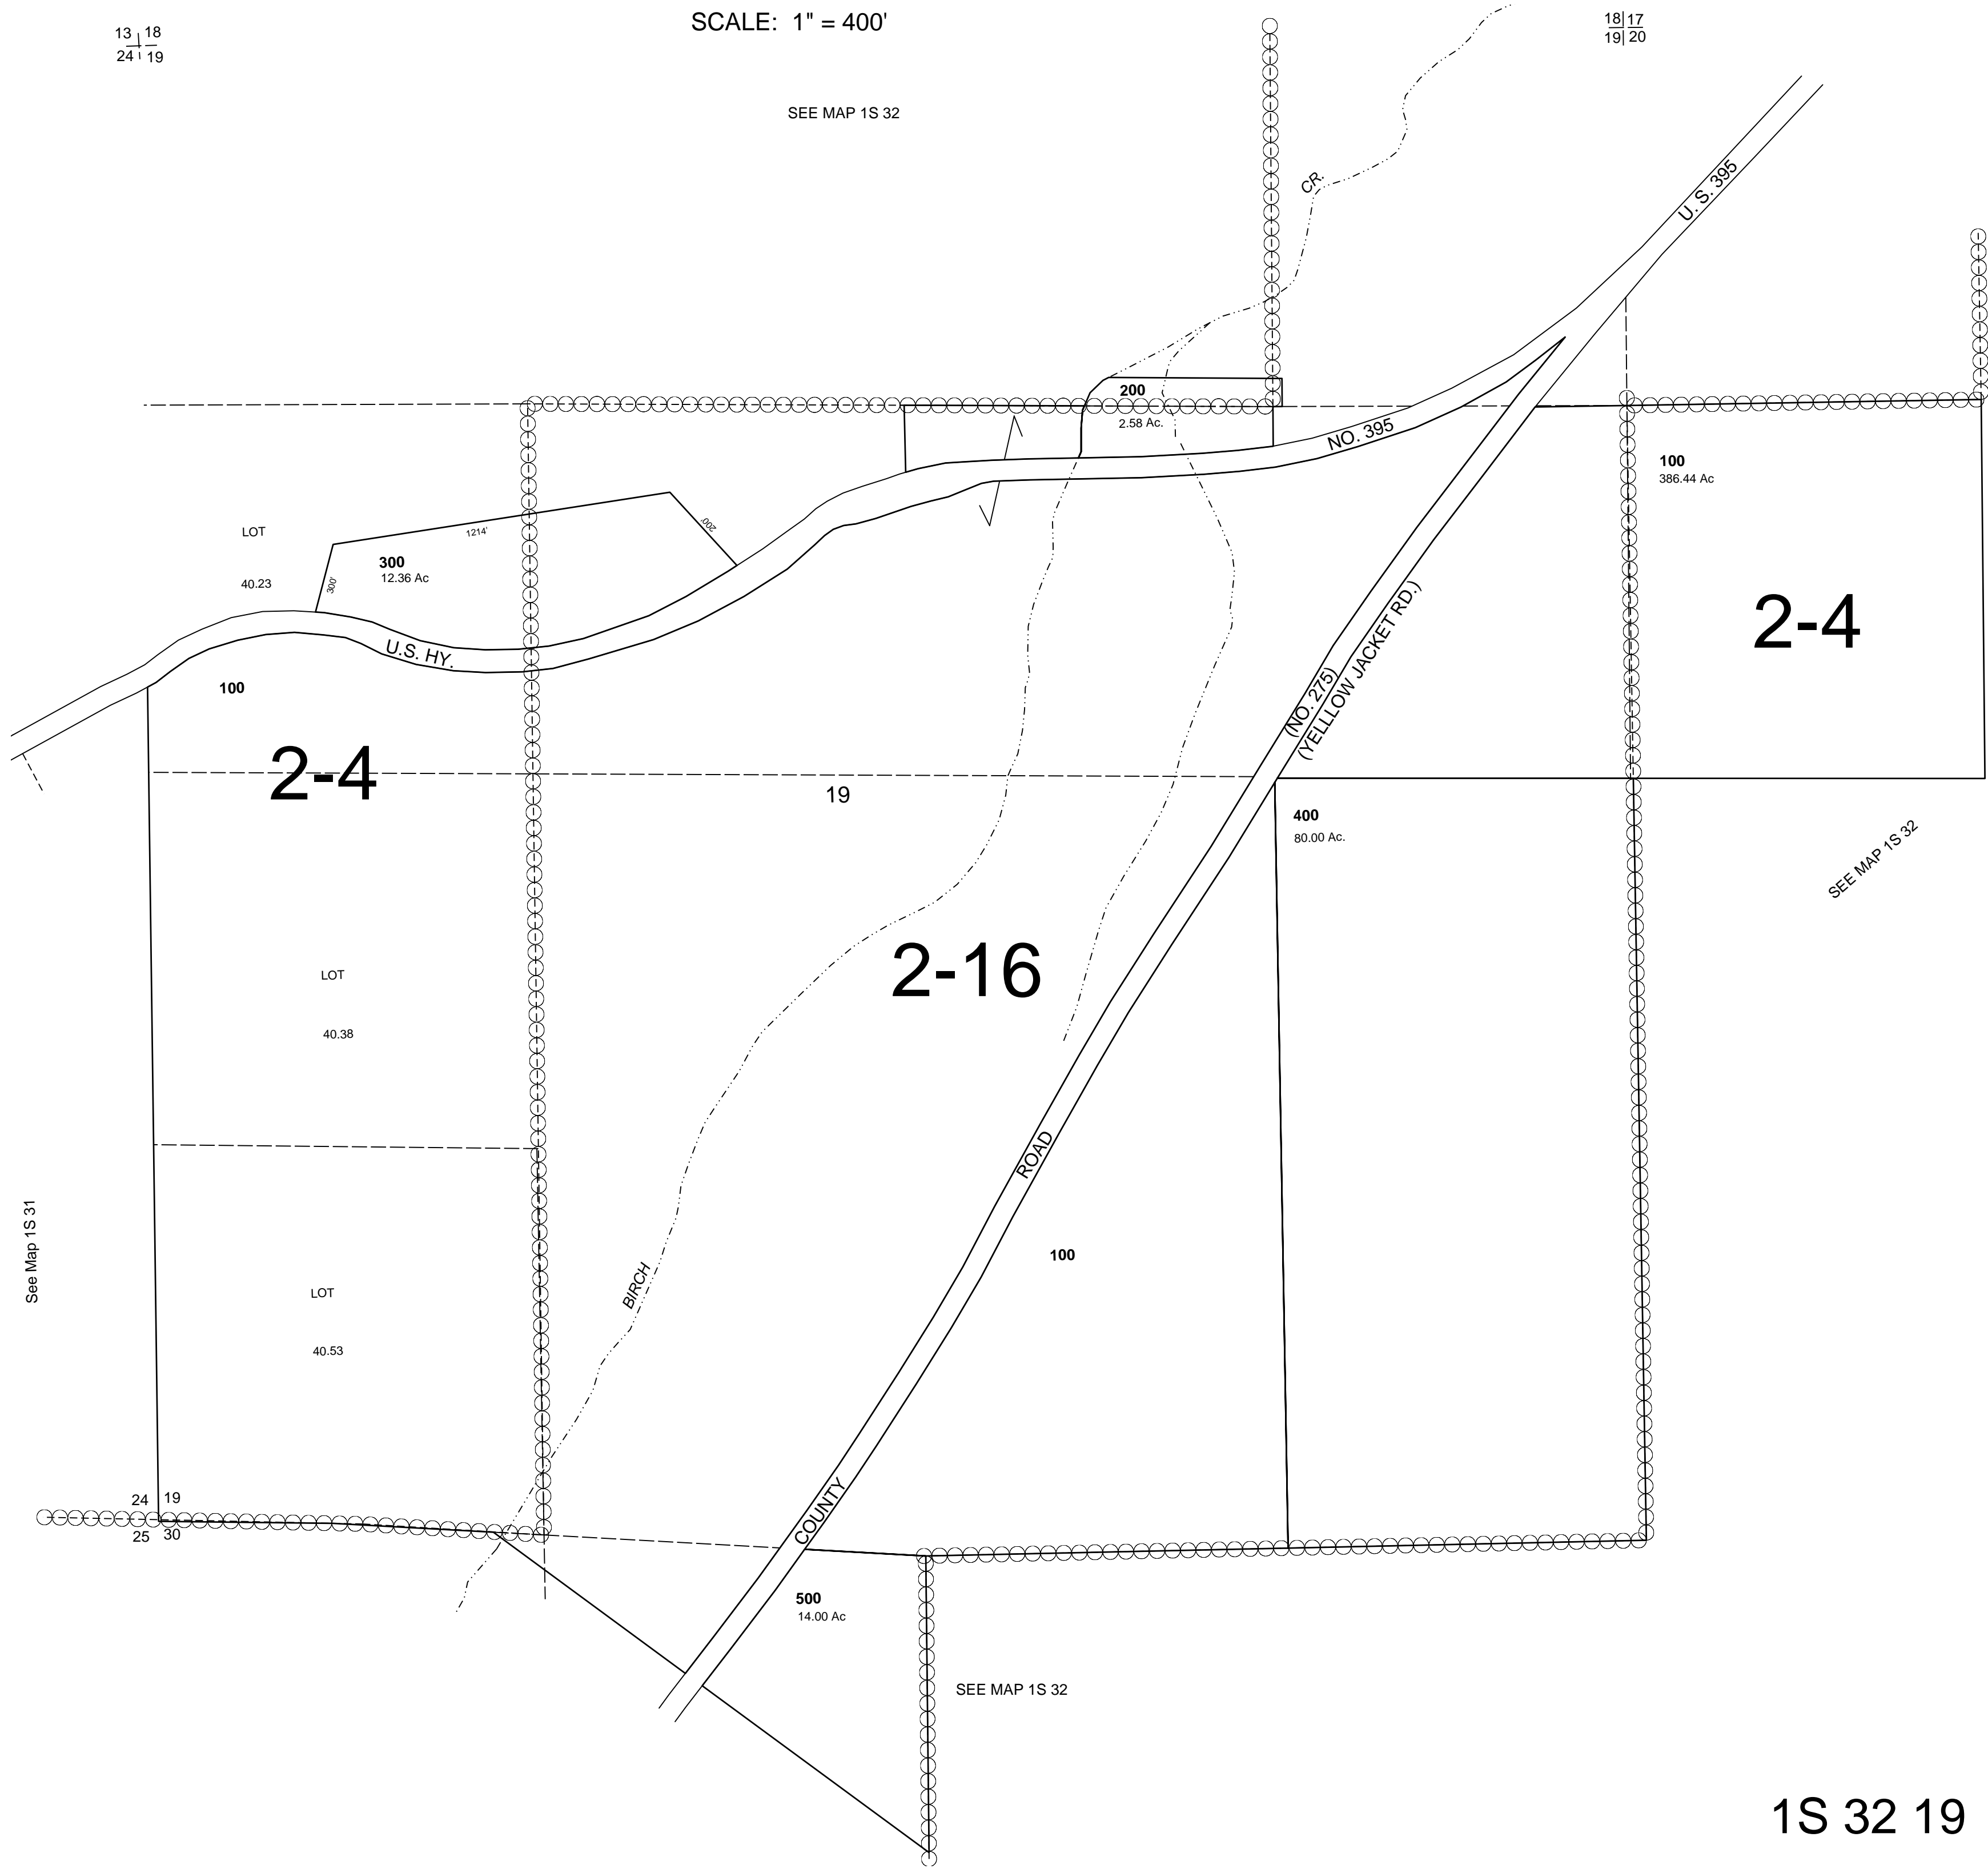 SCALE: 1" = 400'
13 18
24 19
18 17
19 20
SEE MAP 1S 32
CR.
U. S. 395
200
2.58 Ac.
NO. 395
100
386.44 Ac
LOT
40.23
1214'
200'
300
12.36 Ac
300'
U.S. HY.
2-4
100
(NO. 275)
(YELLLOW JACKET RD.)
2-4
19
400
80.00 Ac.
SEE MAP 1S 32
2-16
LOT
40.38
ROAD
See Map 1S 31
100
BIRCH
LOT
40.53
24 19
25 30
COUNTY
500
14.00 Ac
SEE MAP 1S 32
1S 32 19